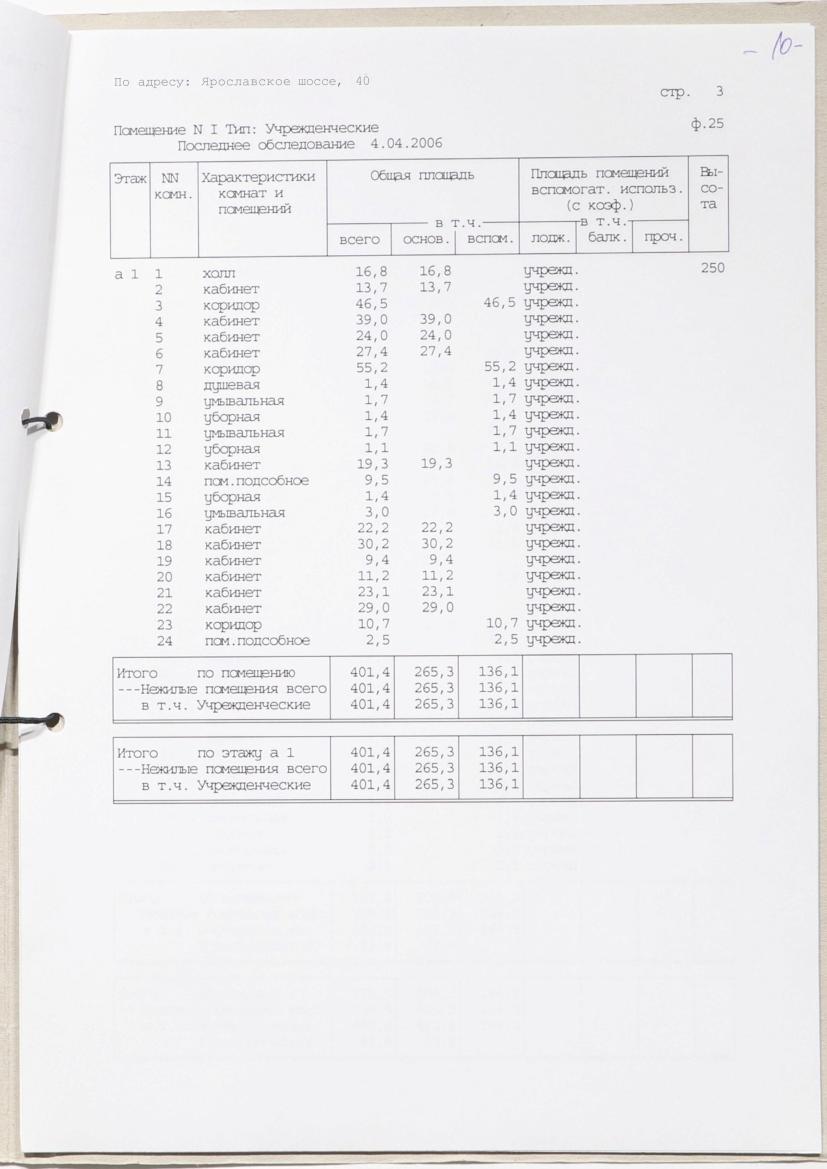 - 10-
По адресу: Ярославское шоссе, 40
стр. 3
ф.25
Помещение N I Тип: Учрежденческие
Последнее обследование 4.04.2006
Этаж NN комн. Характеристики комнат и помещений Общая площадь Площадь помещений вспомогат. использ. (с коэф.) Вы-со-та
в т.ч. в т.ч.
всего основ. вспом. лодж. балк. проч.
а 1 1 холл 16,8 16,8 учрежд. 250
2 кабинет 13,7 13,7 учрежд.
3 коридор 46,5 46,5 учрежд.
4 кабинет 39,0 39,0 учрежд.
5 кабинет 24,0 24,0 учрежд.
6 кабинет 27,4 27,4 учрежд.
7 коридор 55,2 55,2 учрежд.
8 душевая 1,4 1,4 учрежд.
9 умывальная 1,7 1,7 учрежд.
10 уборная 1,4 1,4 учрежд.
11 умывальная 1,7 1,7 учрежд.
12 уборная 1,1 1,1 учрежд.
13 кабинет 19,3 19,3 учрежд.
14 пом.подсобное 9,5 9,5 учрежд.
15 уборная 1,4 1,4 учрежд.
16 умывальная 3,0 3,0 учрежд.
17 кабинет 22,2 22,2 учрежд.
18 кабинет 30,2 30,2 учрежд.
19 кабинет 9,4 9,4 учрежд.
20 кабинет 11,2 11,2 учрежд.
21 кабинет 23,1 23,1 учрежд.
22 кабинет 29,0 29,0 учрежд.
23 коридор 10,7 10,7 учрежд.
24 пом.подсобное 2,5 2,5 учрежд.
Итого по помещению 401,4 265,3 136,1
---Нежилые помещения всего 401,4 265,3 136,1
в т.ч. Учрежденческие 401,4 265,3 136,1
Итого по этажу а 1 401,4 265,3 136,1
---Нежилые помещения всего 401,4 265,3 136,1
в т.ч. Учрежденческие 401,4 265,3 136,1